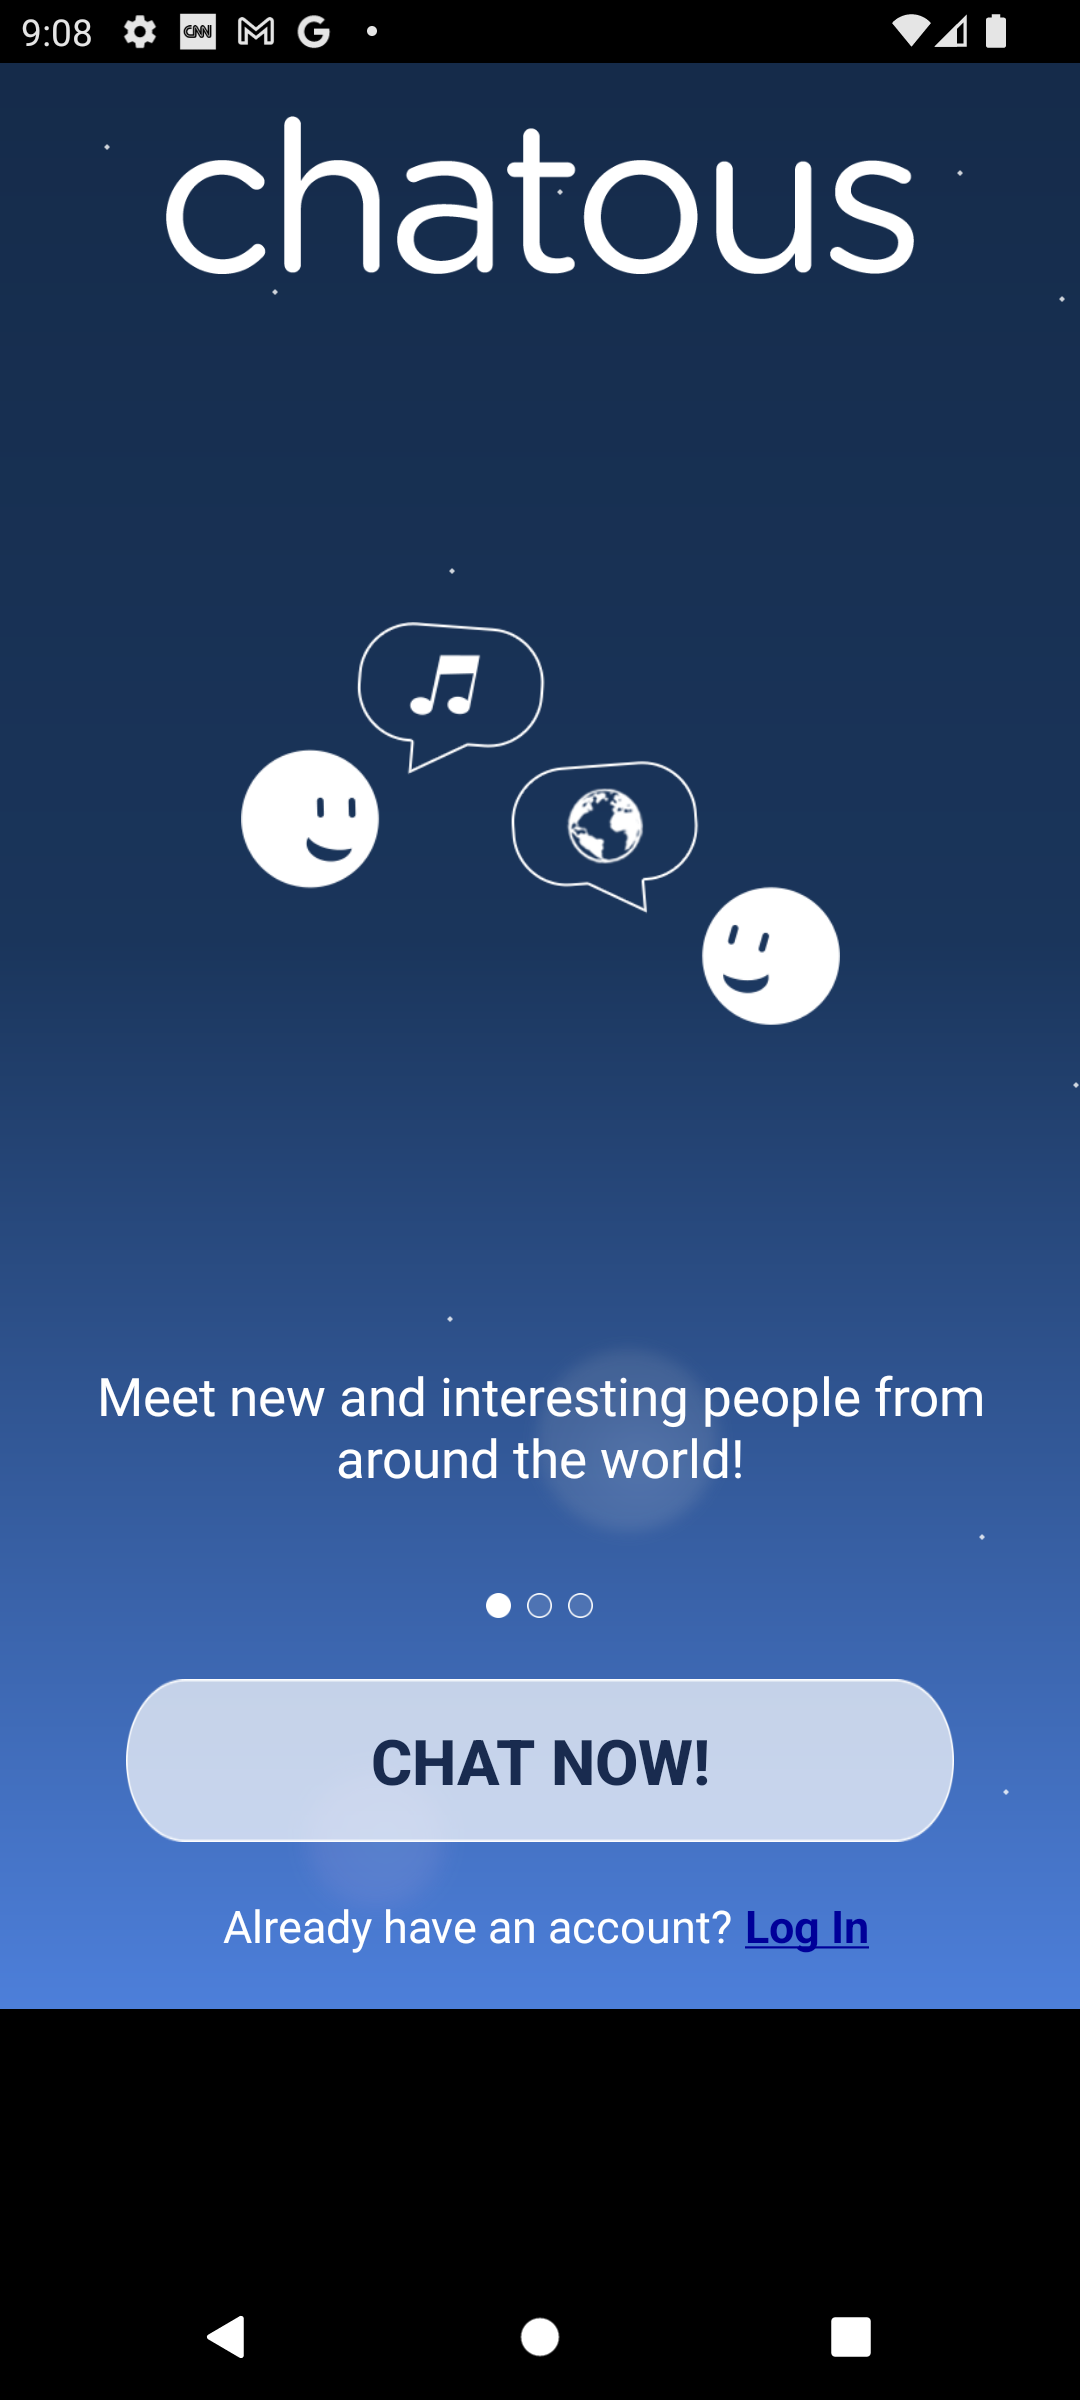 9:08 CNN
chatous
Meet new and interesting people from
around the world!
CHAT NOW!
Already have an account? Log In